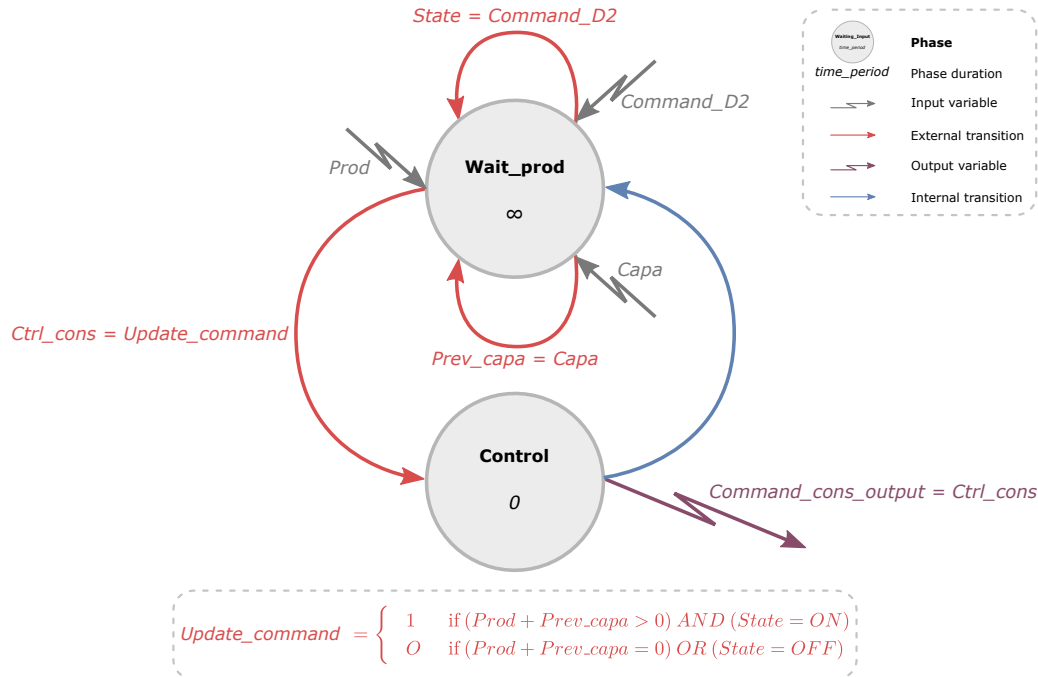 State = Command_D2
Waiting_Input
time_period
Phase
time_period
Phase duration
Command_D2
Input variable
External transition
Prod
Wait_prod
Output variable
∞
Internal transition
Capa
Ctrl_cons = Update_command
Prev_capa = Capa
Control
0
Command_cons_output = Ctrl_cons
Update_command = { 1 if (Prod + Prev_capa > 0) AND (State = ON)
O if (Prod + Prev_capa = 0) OR (State = OFF)